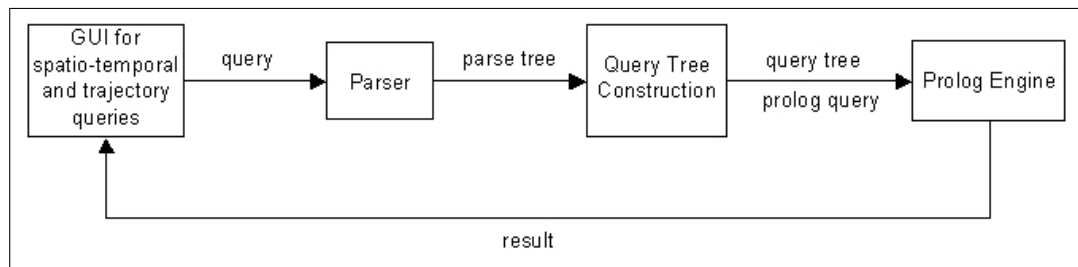 GUI for
spatio-temporal
and trajectory
queries
query
Parser
parse tree
Query Tree
Construction
query tree
prolog query
Prolog Engine
result